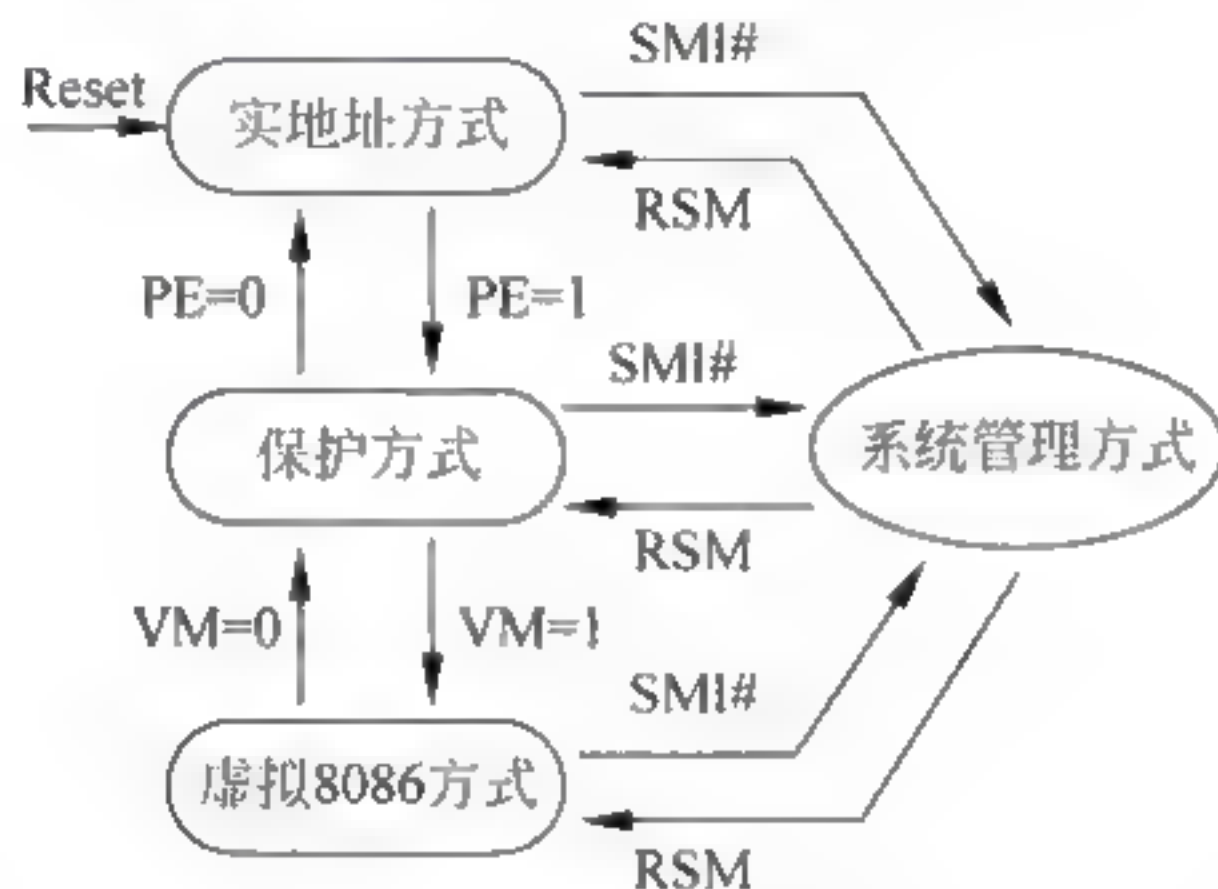 SMI#
Reset
实地址方式
RSM
PE=0
PE=1
SMI#
保护方式
系统管理方式
RSM
VM=0
VM=1
SMI#
虚拟8086方式
RSM